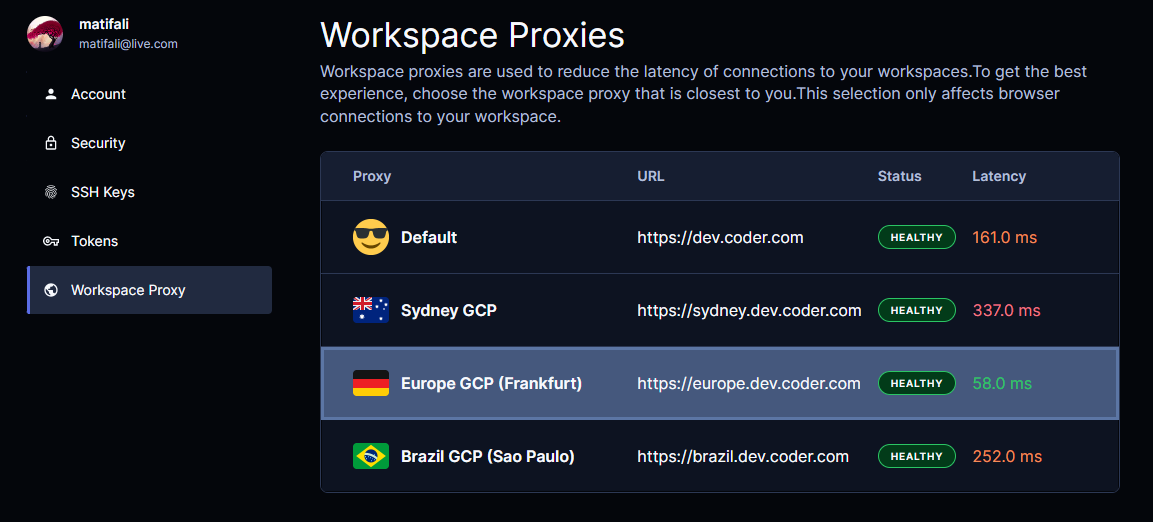 matifali
matifali@live.com
Account
Security
SSH Keys
Tokens
Workspace Proxy
Workspace Proxies
Workspace proxies are used to reduce the latency of connections to your workspaces.To get the best
experience, choose the workspace proxy that is closest to you.This selection only affects browser
connections to your workspace.
Proxy URL Status Latency
Default https://dev.coder.com HEALTHY 161.0 ms
Sydney GCP https://sydney.dev.coder.com HEALTHY 337.0 ms
Europe GCP (Frankfurt) https://europe.dev.coder.com HEALTHY 58.0 ms
Brazil GCP (Sao Paulo) https://brazil.dev.coder.com HEALTHY 252.0 ms